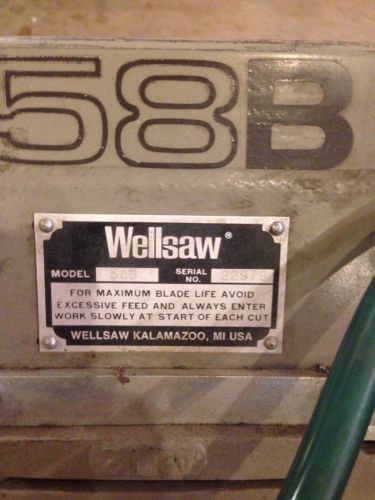 58B
Wellsaw®
MODEL 58B SERIAL NO. 22979
FOR MAXIMUM BLADE LIFE AVOID
EXCESSIVE FEED AND ALWAYS ENTER
WORK SLOWLY AT START OF EACH CUT
WELLSAW KALAMAZOO, MI USA